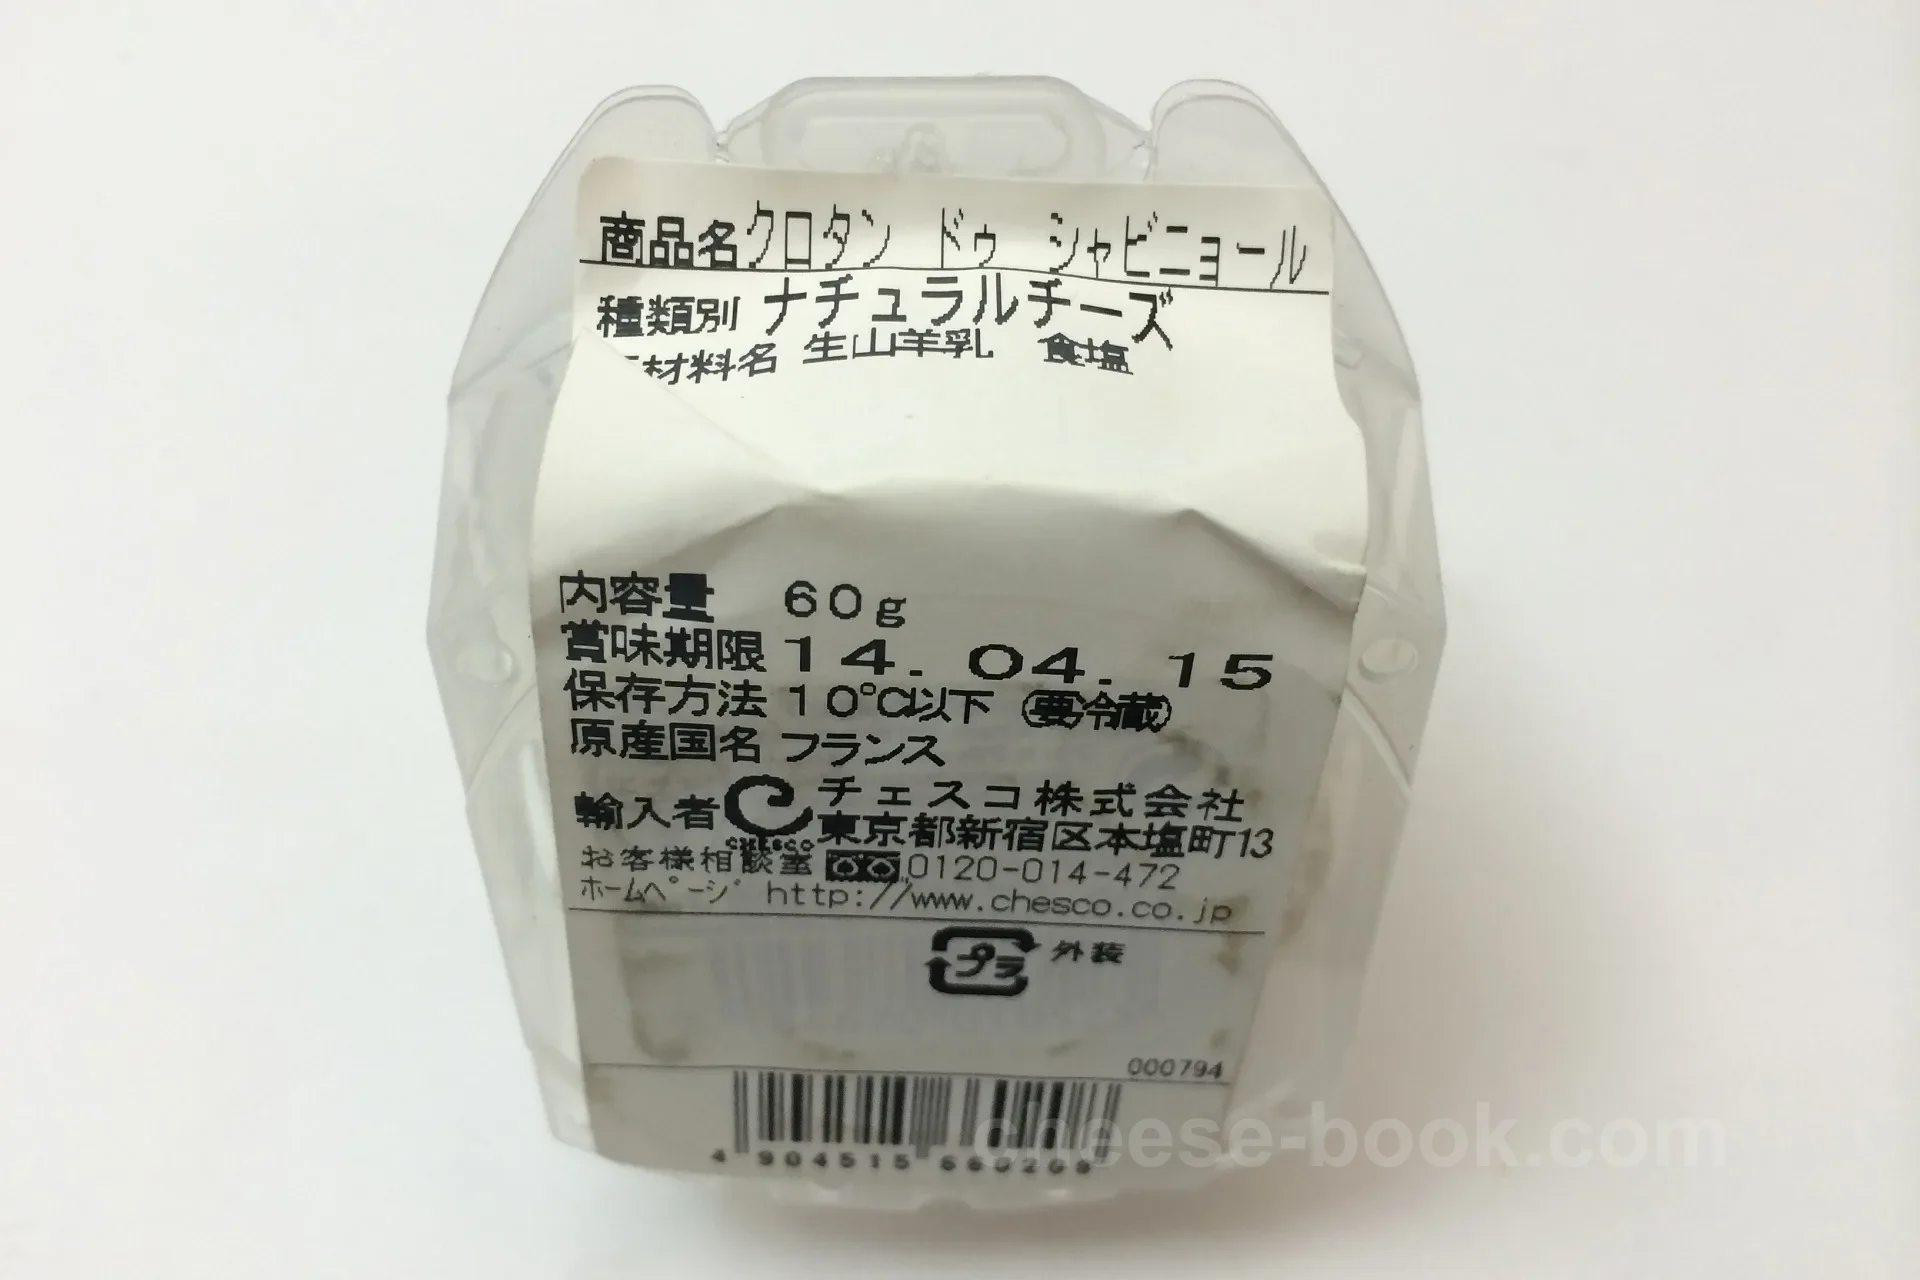 商品名クロタン ドゥ シャビニョール
種類別 ナチュラルチーズ
材料名 生山羊乳 食塩
内容量 60g
賞味期限 14.04.15
保存方法 10℃以下 (要冷蔵)
原産国名 フランス
輸入者 CHESCO チェスコ株式会社
東京都新宿区本塩町13
お客様相談室 0120-014-472
ホームページ http://www.chesco.co.jp
プラ 外装
000794
4 904515
cheese-book.com